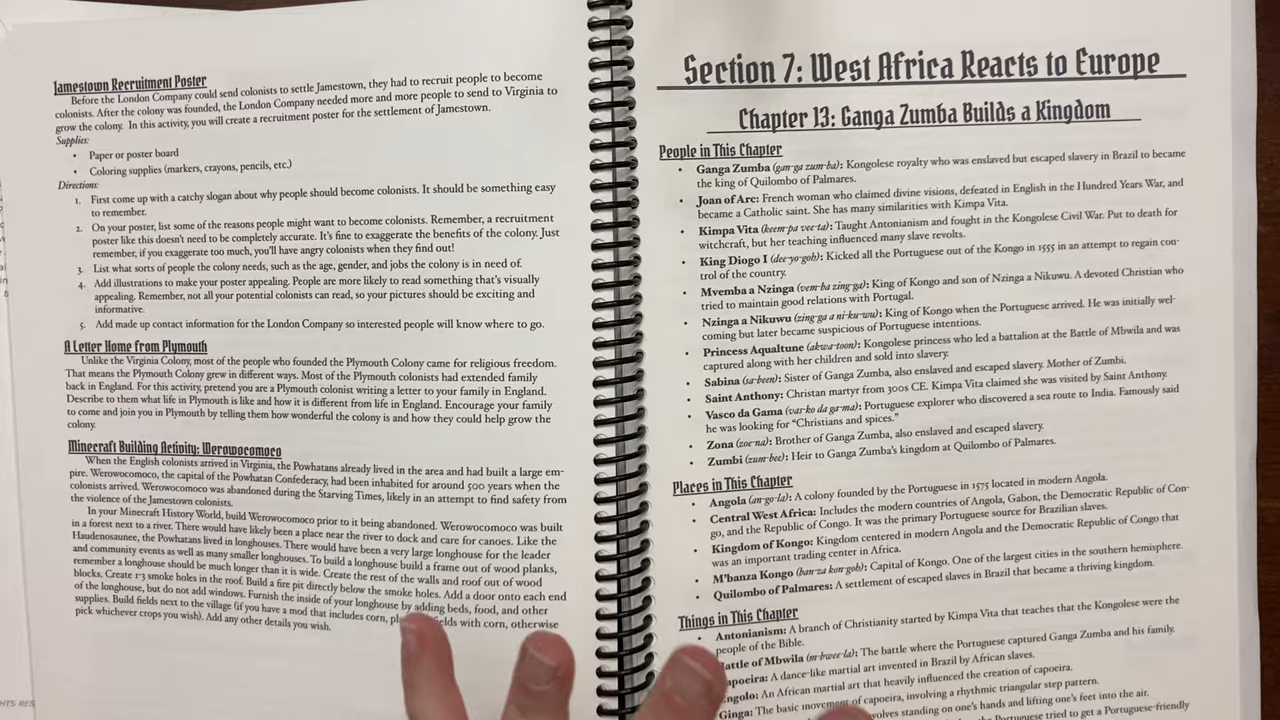 Jamestown Recruitment Poster
Before the London Company could send colonists to settle Jamestown, they had to recruit people to become
colonists. After the colony was founded, the London Company needed more and more people to send to Virginia to
grow the colony. In this activity, you will create a recruitment poster for the settlement of Jamestown.
Supplies:
• Paper or poster board
• Coloring supplies (markers, crayons, pencils, etc.)
Directions:
1. First come up with a catchy slogan about why people should become colonists. It should be something easy
to remember.
2. On your poster, list some of the reasons people might want to become colonists. Remember, a recruitment
poster like this doesn't need to be completely accurate. It's fine to exaggerate the benefits of the colony. Just
remember, if you exaggerate too much, you'll have angry colonists when they find out!
3. List what sorts of people the colony needs, such as the age, gender, and jobs the colony is in need of.
4. Add illustrations to make your poster appealing. People are more likely to read something that's visually
appealing. Remember, not all your potential colonists can read, so your pictures should be exciting and
informative.
5. Add made up contact information for the London Company so interested people will know where to go.
A Letter Home from Plymouth
Unlike the Virginia Colony, most of the people who founded the Plymouth Colony came for religious freedom.
That means the Plymouth Colony grew in different ways. Most of the Plymouth colonists had extended family
back in England. For this activity, pretend you are a Plymouth colonist writing a letter to your family in England.
Describe to them what life in Plymouth is like and how it is different from life in England. Encourage your family
to come and join you in Plymouth by telling them how wonderful the colony is and how they could help grow the
colony.
Minecraft Building Activity: Werowocomoco
When the English colonists arrived in Virginia, the Powhatans already lived in the area and had built a large em-
pire. Werowocomoco, the capital of the Powhatan Confederacy, had been inhabited for around 500 years when the
colonists arrived. Werowocomoco was abandoned during the Starving Times, likely in an attempt to find safety from
the violence of the Jamestown colonists.
In your Minecraft History World, build Werowocomoco prior to it being abandoned. Werowocomoco was built
in a forest next to a river. There would have likely been a place near the river to dock and care for canoes. Like the
Haudenosaunee, the Powhatans lived in longhouses. There would have been a very large longhouse for the leader
and community events as well as many smaller longhouses. To build a longhouse build a frame out of wood planks,
remember a longhouse should be much longer than it is wide. Create the rest of the walls and roof out of wood
blocks. Create 1-3 smoke holes in the roof. Build a fire pit directly below the smoke holes. Add a door onto each end
of the longhouse, but do not add windows. Furnish the inside of your longhouse by adding beds, food, and other
supplies. Build fields next to the village (if you have a mod that includes corn, fields with corn, otherwise
pick whichever crops you wish). Add any other details you wish.
HTS RES
Section 7: West Africa Reacts to Europe
Chapter 13: Ganga Zumba Builds a Kingdom
People in This Chapter
• Ganga Zumba (gan-ga zum-ba): Kongolese royalty who was enslaved but escaped slavery in Brazil to become
the king of Quilombo of Palmares.
• Joan of Arc: French woman who claimed divine visions, defeated in English in the Hundred Years War, and
became a Catholic saint. She has many similarities with Kimpa Vita.
• Kimpa Vita (keem-pa vee-ta): Taught Antonianism and fought in the Kongolese Civil War. Put to death for
witchcraft, but her teaching influenced many slave revolts.
• King Diogo I (dee-yo-goh): Kicked all the Portuguese out of the Kongo in 1555 in an attempt to regain con-
trol of the country.
• Mvemba a Nzinga (vem-ba zing-ga): King of Kongo and son of Nzinga a Nikuwu. A devoted Christian who
tried to maintain good relations with Portugal.
• Nzinga a Nikuwu (zing-ga a ni-ku-wu): King of Kongo when the Portuguese arrived. He was initially wel-
coming but later became suspicious of Portuguese intentions.
• Princess Aqualtune (akwa-toon): Kongolese princess who led a battalion at the Battle of Mbwila and was
captured along with her children and sold into slavery.
• Sabina (sa-been): Sister of Ganga Zumba, also enslaved and escaped slavery. Mother of Zumbi.
• Saint Anthony: Christan martyr from 300s CE. Kimpa Vita claimed she was visited by Saint Anthony.
• Vasco da Gama (vas-ko da ga-ma): Portuguese explorer who discovered a sea route to India. Famously said
he was looking for "Christians and spices."
• Zona (zoe-na): Brother of Ganga Zumba, also enslaved and escaped slavery.
• Zumbi (zum-bee): Heir to Ganga Zumba's kingdom at Quilombo of Palmares.
Places in This Chapter
• Angola (an-go-la): A colony founded by the Portuguese in 1575 located in modern Angola.
• Central West Africa: Includes the modern countries of Angola, Gabon, the Democratic Republic of Con-
go, and the Republic of Congo. It was the primary Portuguese source for Brazilian slaves.
• Kingdom of Kongo: Kingdom centered in modern Angola and the Democratic Republic of Congo that
was an important trading center in Africa.
• M'banza Kongo (ban-za kon-goh): Capital of Kongo. One of the largest cities in the southern hemisphere.
• Quilombo of Palmares: A settlement of escaped slaves in Brazil that became a thriving kingdom.
Things in This Chapter
• Antonianism: A branch of Christianity started by Kimpa Vita that teaches that the Kongolese were the
people of the Bible.
attle of Mbwila (m-bwee-la): The battle where the Portuguese captured Ganga Zumba and his family.
apoeira: A dance-like martial art invented in Brazil by African slaves.
Engolo: An African martial art that heavily influenced the creation of capoeira.
Ginga: The basic movement of capoeira, involving a rhythmic triangular step pattern.
volves standing on one's hands and lifting one's feet into the air.
Portuguese tried to get a Portuguese-friendly